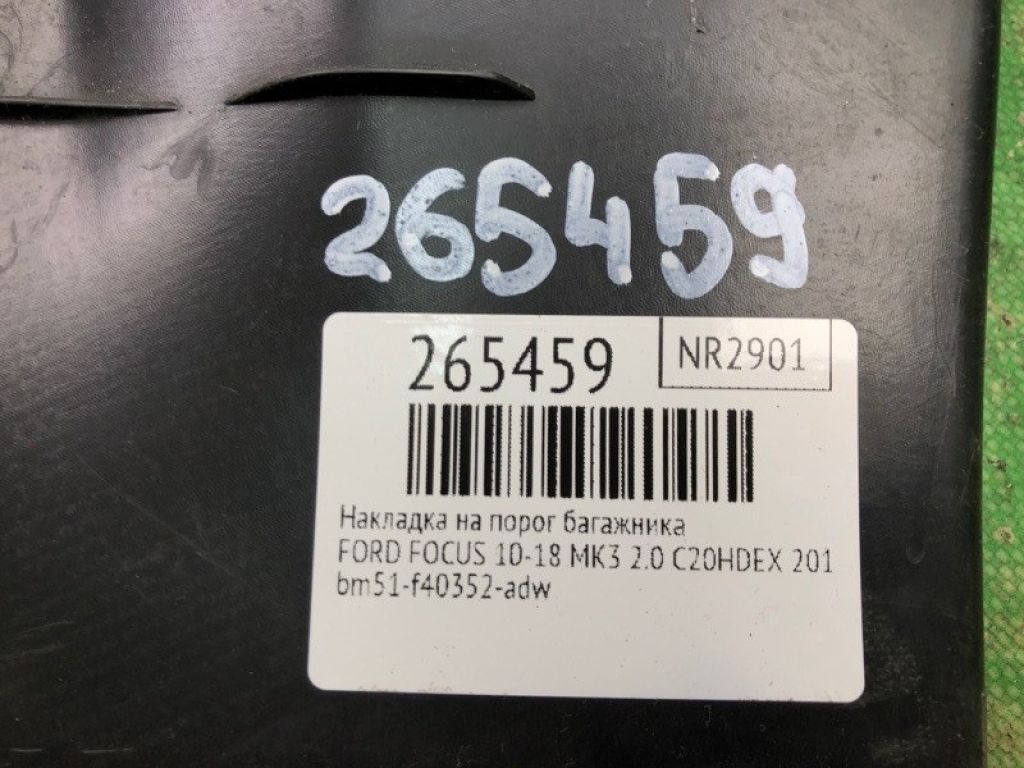 265459
265459
NR2901
Накладка на порог багажника
FORD FOCUS 10-18 MK3 2.0 C20HDEX 201
bm51-f40352-adw